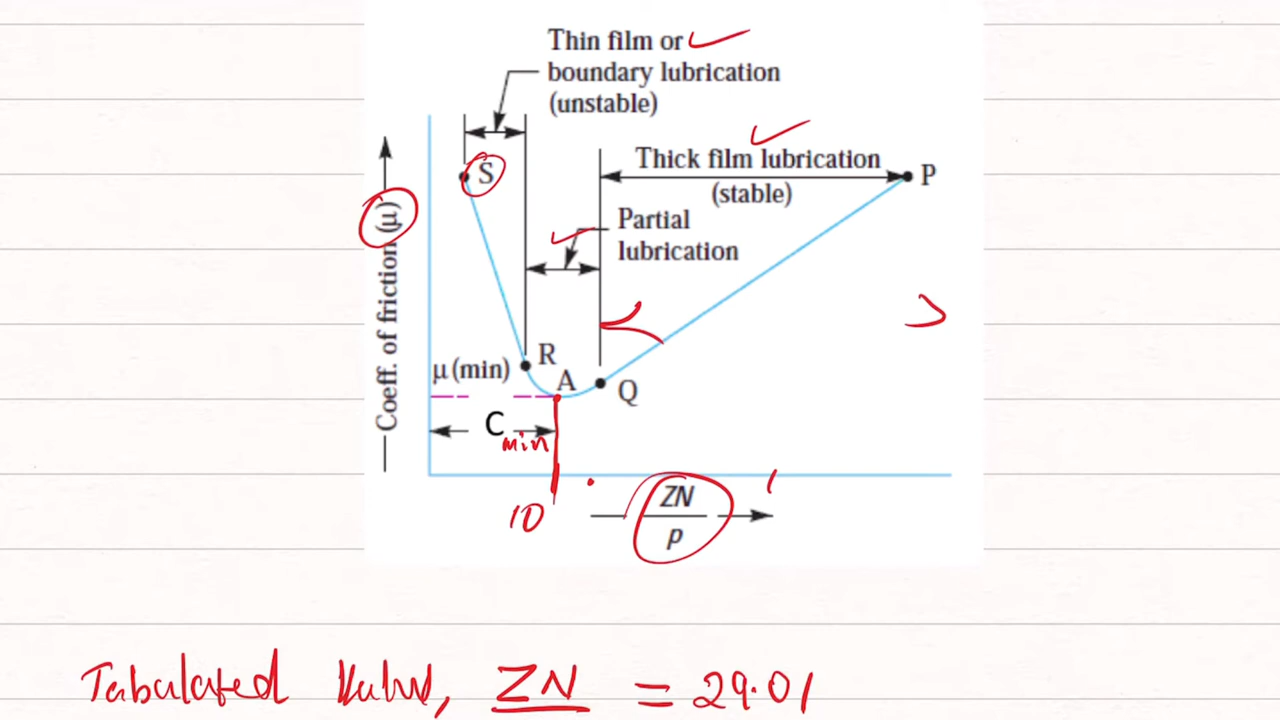 Thin film or
boundary lubrication
(unstable)
Thick film lubrication
(stable)
S
P
Partial
lubrication
Coeff. of friction (μ)
R
μ (min)
A
Q
C min
10
ZN
p
Tabulated ZN = 29.01